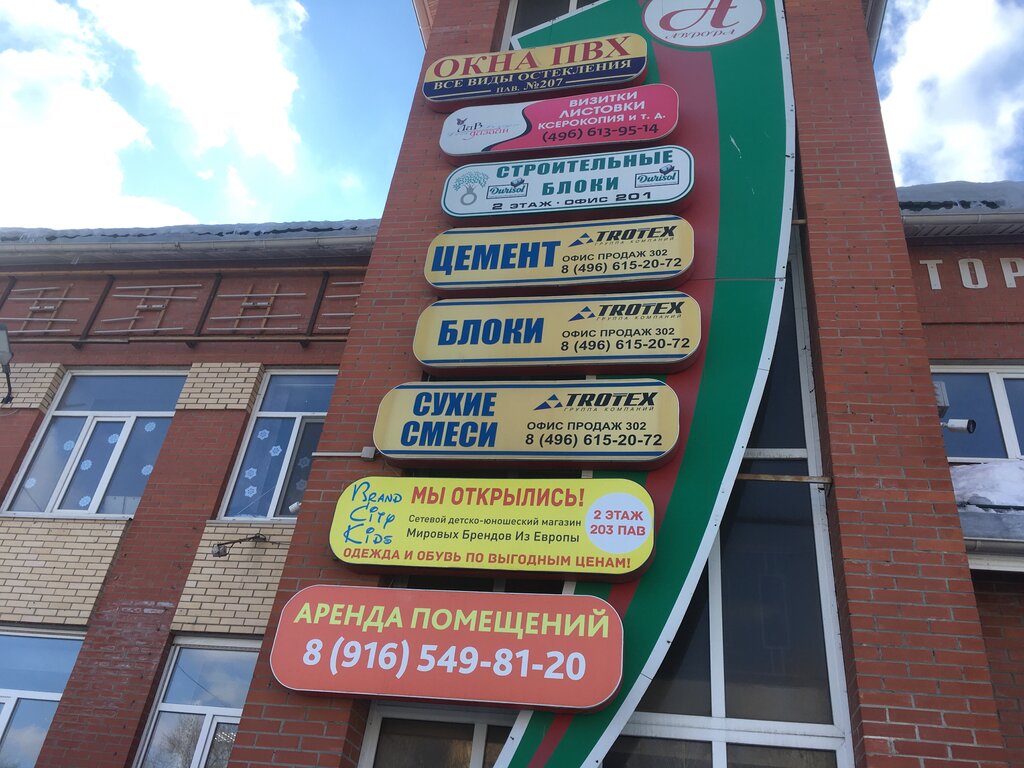 А
АВРОРА
ОКНА ПВХ
ВСЕ ВИДЫ ОСТЕКЛЕНИЯ
ПАВ. №207
ДаВ
дизайн
ВИЗИТКИ
ЛИСТОВКИ
КСЕРОКОПИЯ И Т. Д.
(496) 613-95-14
СТРОИТЕЛЬНЫЕ
БЛОКИ
Durisol
Durisol
2 ЭТАЖ · ОФИС 201
ЦЕМЕНТ
TROTEX
ГРУППА КОМПАНИЙ
ОФИС ПРОДАЖ 302
8 (496) 615-20-72
БЛОКИ
TROTEX
ГРУППА КОМПАНИЙ
ОФИС ПРОДАЖ 302
8 (496) 615-20-72
СУХИЕ
СМЕСИ
TROTEX
ГРУППА КОМПАНИЙ
ОФИС ПРОДАЖ 302
8 (496) 615-20-72
BRAND
CITY
KIDS
МЫ ОТКРЫЛИСЬ!
Сетевой детско-юношеский магазин
Мировых Брендов Из Европы
2 ЭТАЖ
203 ПАВ
ОДЕЖДА И ОБУВЬ ПО ВЫГОДНЫМ ЦЕНАМ!
АРЕНДА ПОМЕЩЕНИЙ
8 (916) 549-81-20
ТОР